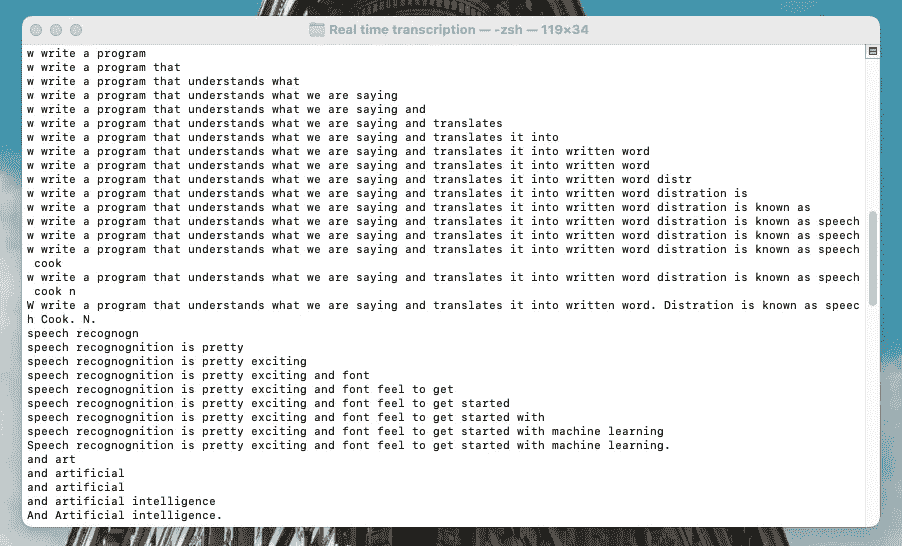 Real time transcription — -zsh — 119×34
w write a program
w write a program that
w write a program that understands what
w write a program that understands what we are saying
w write a program that understands what we are saying and
w write a program that understands what we are saying and translates
w write a program that understands what we are saying and translates it into
w write a program that understands what we are saying and translates it into written word
w write a program that understands what we are saying and translates it into written word
w write a program that understands what we are saying and translates it into written word distr
w write a program that understands what we are saying and translates it into written word distration is
w write a program that understands what we are saying and translates it into written word distration is known as
w write a program that understands what we are saying and translates it into written word distration is known as speech
w write a program that understands what we are saying and translates it into written word distration is known as speech
w write a program that understands what we are saying and translates it into written word distration is known as speech
cook
w write a program that understands what we are saying and translates it into written word distration is known as speech
cook n
W write a program that understands what we are saying and translates it into written word. Distration is known as speec
h Cook. N.
speech recognogn
speech recognognition is pretty
speech recognognition is pretty exciting
speech recognognition is pretty exciting and font
speech recognognition is pretty exciting and font feel to get
speech recognognition is pretty exciting and font feel to get started
speech recognognition is pretty exciting and font feel to get started with
speech recognognition is pretty exciting and font feel to get started with machine learning
Speech recognognition is pretty exciting and font feel to get started with machine learning.
and art
and artificial
and artificial
and artificial intelligence
And Artificial intelligence.